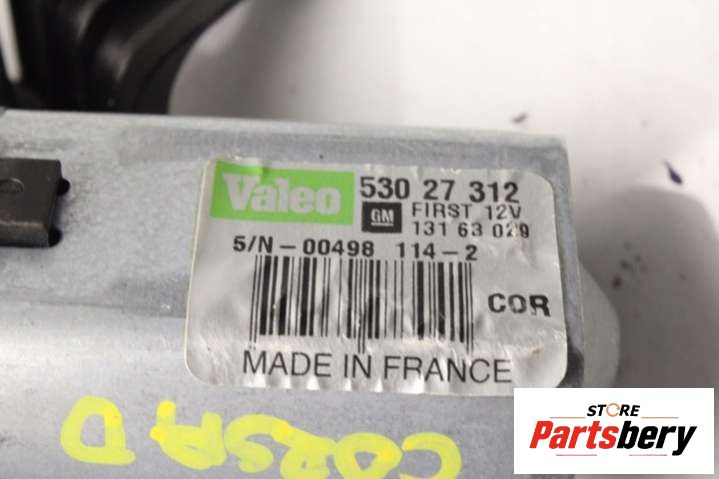 Valeo 530 27 312
GM FIRST 12V
131 63 029
S/N-00498 114-2
COR
MADE IN FRANCE
CORSA D
STORE
Partsbery